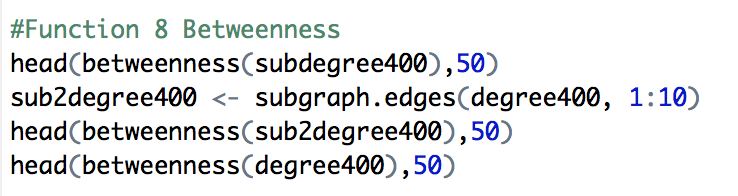 #Function 8 Betweenness
head(betweenness(subdegree400),50)
sub2degree400 <- subgraph.edges(degree400, 1:10)
head(betweenness(sub2degree400),50)
head(betweenness(degree400),50)